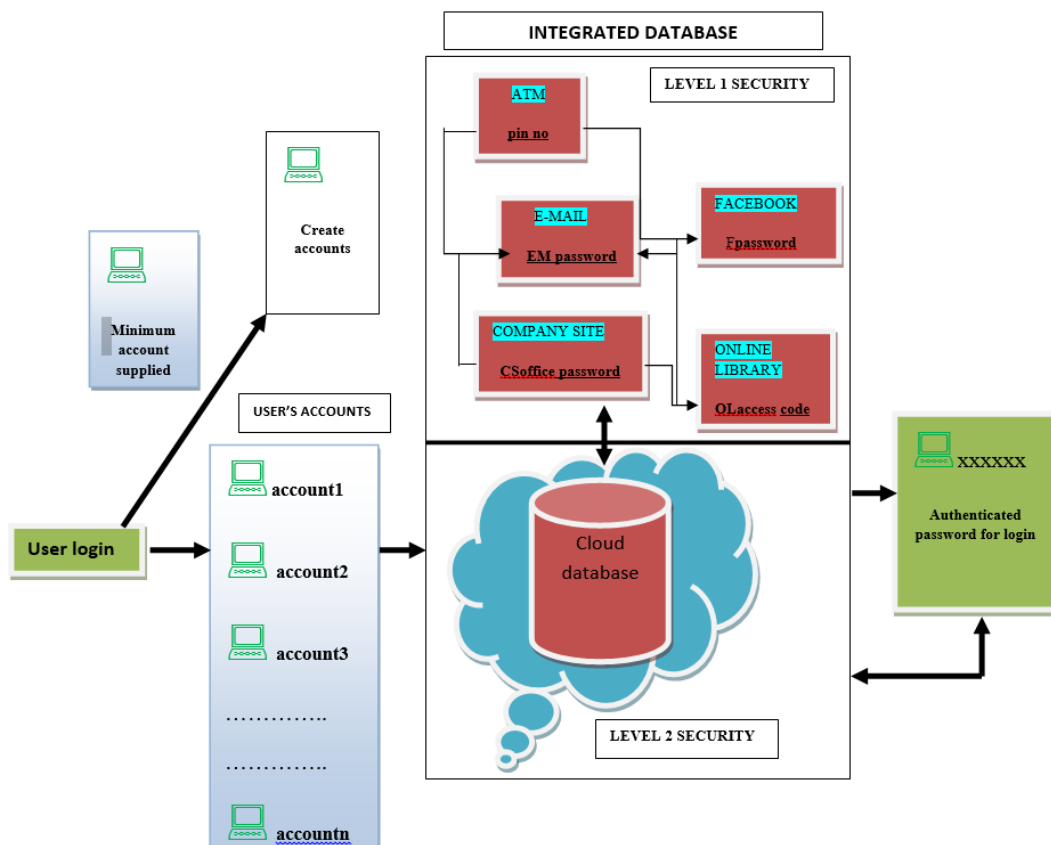 INTEGRATED DATABASE
LEVEL 1 SECURITY
ATM
pin no
E-MAIL
EM password
FACEBOOK
Fpassword
COMPANY SITE
CSoffice password
ONLINE
LIBRARY
OLaccess code
Create
accounts
Minimum
account
supplied
USER'S ACCOUNTS
User login
account1
account2
account3
…………..
…………..
accountn
Cloud
database
LEVEL 2 SECURITY
XXXXXX
Authenticated
password for login